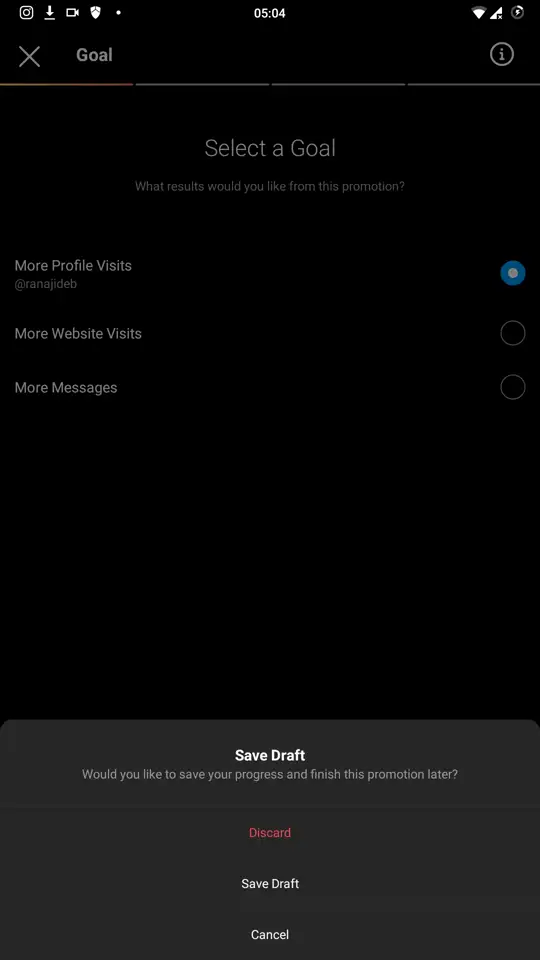 05:04
Goal
Select a Goal
What results would you like from this promotion?
More Profile Visits
@ranajideb
More Website Visits
More Messages
Save Draft
Would you like to save your progress and finish this promotion later?
Discard
Save Draft
Cancel